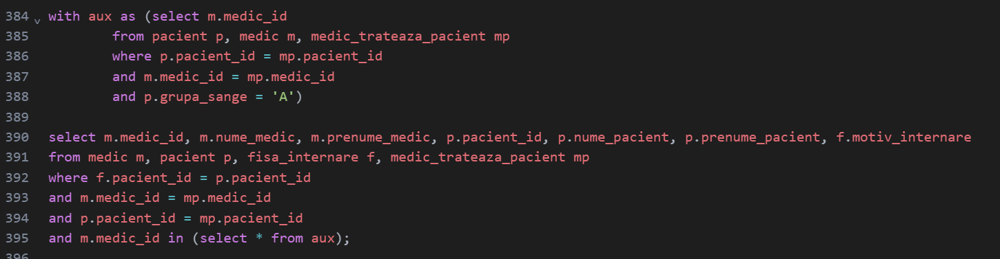 384 with aux as (select m.medic_id
385 from pacient p, medic m, medic_trateaza_pacient mp
386 where p.pacient_id = mp.pacient_id
387 and m.medic_id = mp.medic_id
388 and p.grupa_sange = 'A')
389
390 select m.medic_id, m.nume_medic, m.prenume_medic, p.pacient_id, p.nume_pacient, p.prenume_pacient, f.motiv_internare
391 from medic m, pacient p, fisa_internare f, medic_trateaza_pacient mp
392 where f.pacient_id = p.pacient_id
393 and m.medic_id = mp.medic_id
394 and p.pacient_id = mp.pacient_id
395 and m.medic_id in (select * from aux);
396